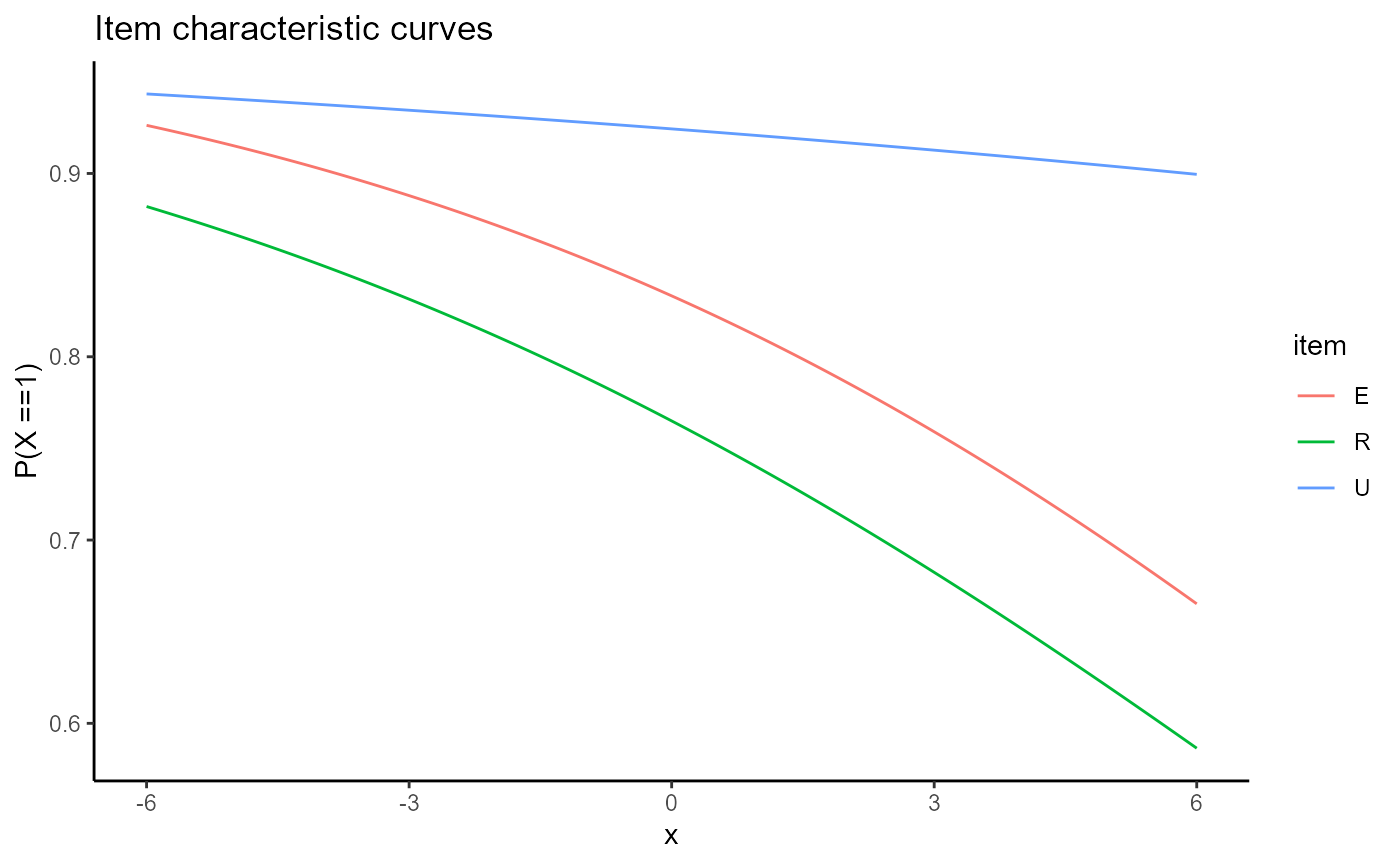 Item characteristic curves
P(X ==1)
0.9
0.8
0.7
0.6
-6
-3
0
3
6
x
item
E
R
U